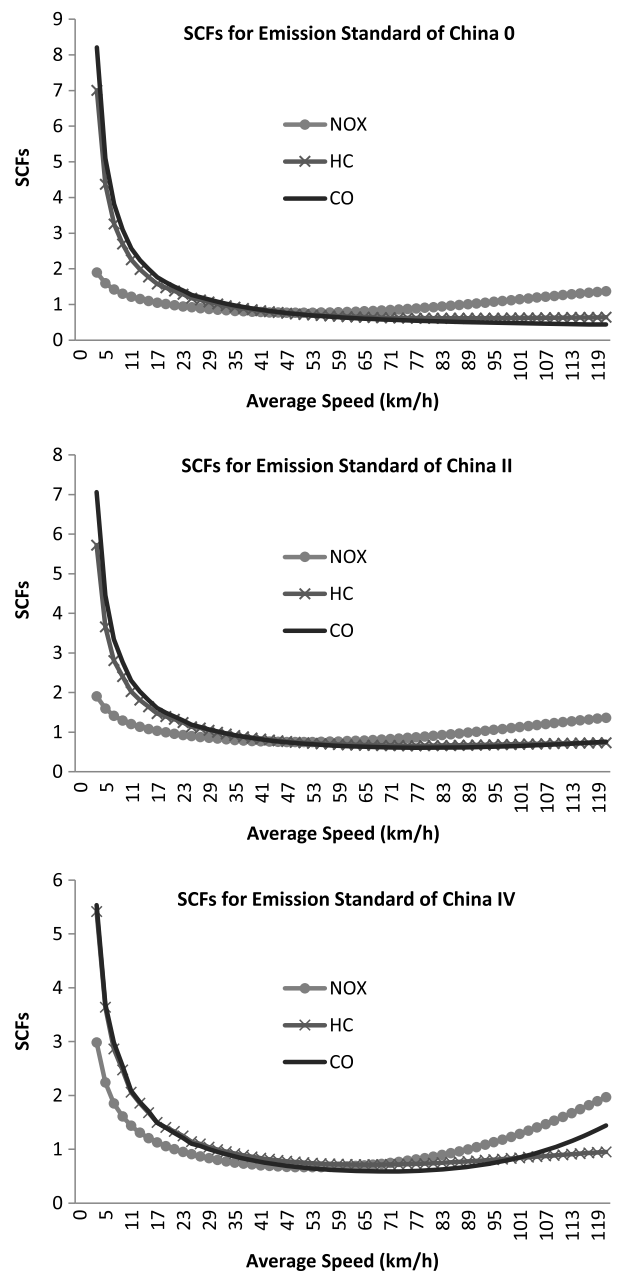 SCFs for Emission Standard of China 0
9
8
7
6
5
4
3
2
1
0
SCFs
NOX
HC
CO
0 5 11 17 23 29 35 41 47 53 59 65 71 77 83 89 95 101 107 113 119
Average Speed (km/h)
SCFs for Emission Standard of China II
8
7
6
5
4
3
2
1
0
SCFs
NOX
HC
CO
0 5 11 17 23 29 35 41 47 53 59 65 71 77 83 89 95 101 107 113 119
Average Speed (km/h)
SCFs for Emission Standard of China IV
6
5
4
3
2
1
0
SCFs
NOX
HC
CO
0 5 11 17 23 29 35 41 47 53 59 65 71 77 83 89 95 101 107 113 119
Average Speed (km/h)